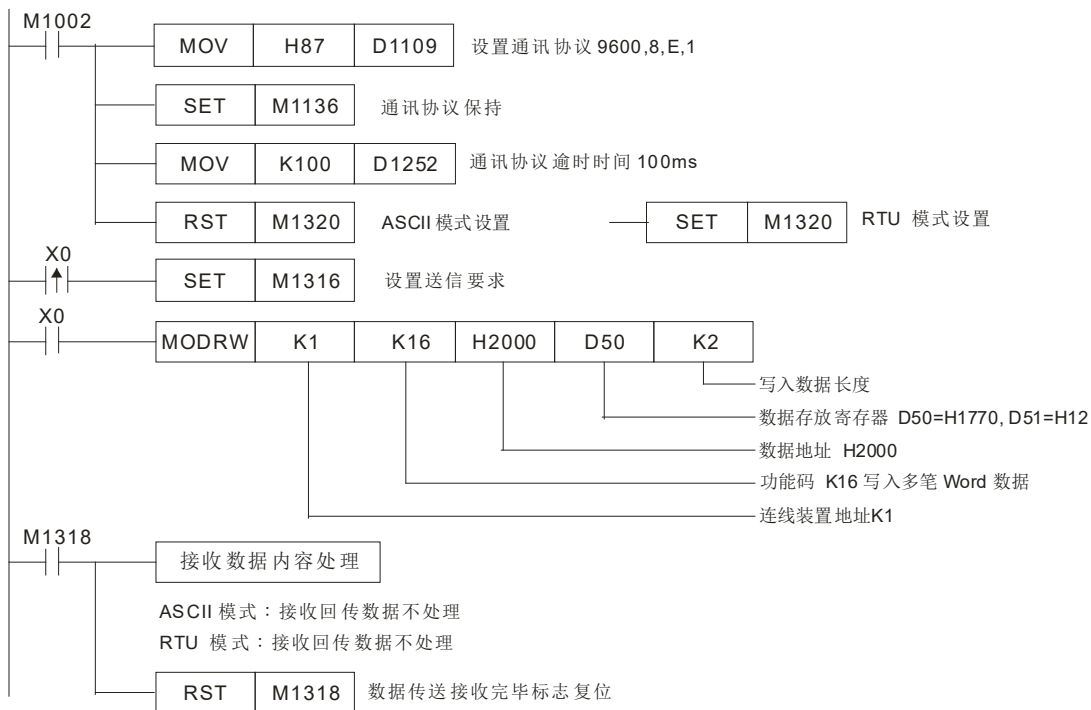 M1002
MOV H87 D1109 设置通讯协议 9600,8,E,1
SET M1136 通讯协议保持
MOV K100 D1252 通讯协议逾时时间 100ms
RST M1320 ASCII 模式设置 SET M1320 RTU 模式设置
X0
SET M1316 设置送信要求
X0
MODRW K1 K16 H2000 D50 K2
写入数据长度
数据存放寄存器 D50=H1770, D51=H12
数据地址 H2000
功能码 K16 写入多笔 Word 数据
连线装置地址K1
M1318
接收数据内容处理
ASCII 模式：接收回传数据不处理
RTU 模式：接收回传数据不处理
RST M1318 数据传送接收完毕标志复位